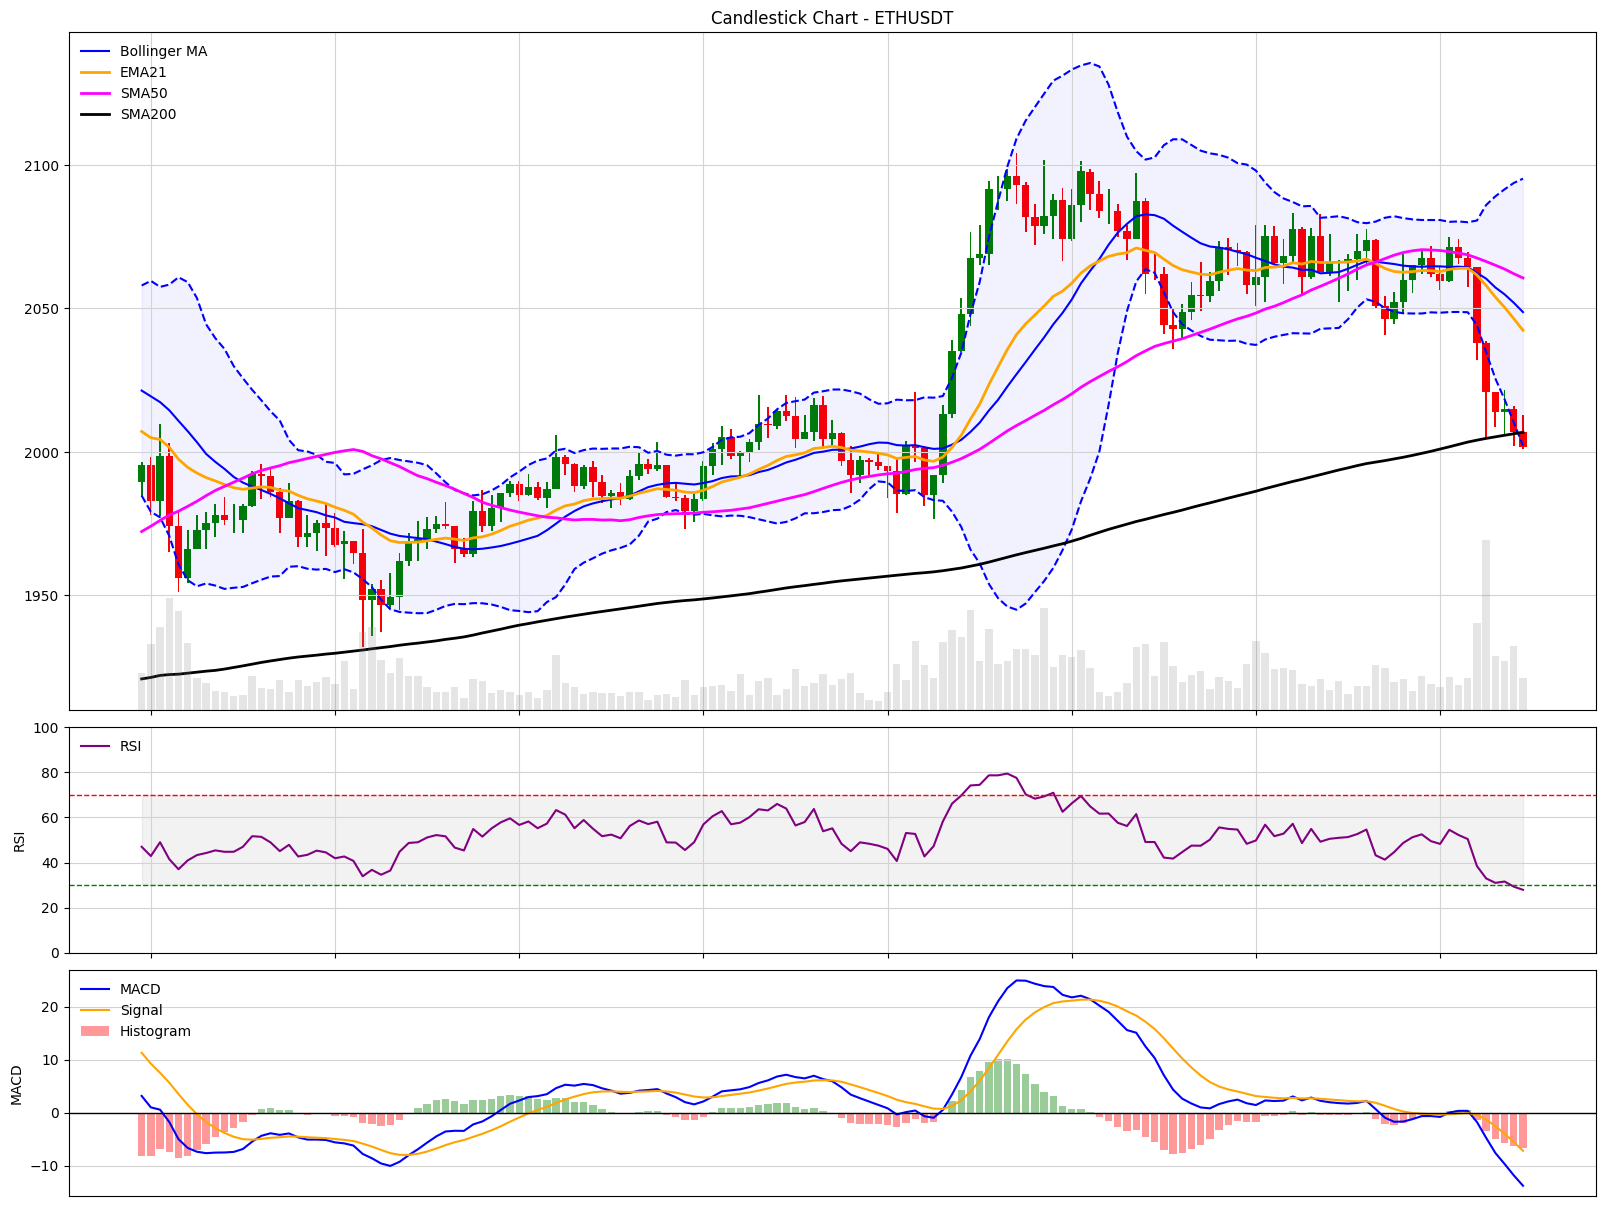 Candlestick Chart - ETHUSDT
Bollinger MA
EMA21
SMA50
SMA200
2100
2050
2000
1950
100
RSI
80
60
RSI
40
20
0
MACD
20
Signal
Histogram
10
MACD
0
−10